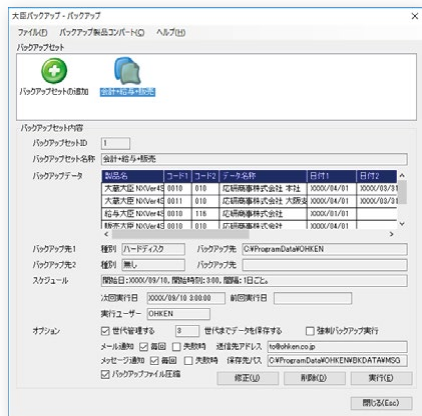 大臣バックアップ - バックアップ
ファイル(F) バックアップ製品コンバート(C) ヘルプ(H)
バックアップセット
バックアップセットの追加 会計+給与+販売
バックアップセット内容
バックアップセットID 1
バックアップセット名称 会計+給与+販売
バックアップデータ 製品名 コード1 コード2 データ名称 日付1 日付2
大蔵大臣 NXVer4S 0010 010 応研商事株式会社 本社 XXXX/04/01 XXXX/03/31
大蔵大臣 NXVer4S 0011 010 応研商事株式会社 大阪支 XXXX/04/01 XXXX/03/31
給与大臣 NXVer4S 0010 116 応研商事株式会社 XXXX/01/01
販売大臣 NXVer4S 0010 010 応研商事株式会社 XXXX/04/01
バックアップ先1 種別 ハードディスク バックアップ先 C:¥ProgramData¥OHKEN
バックアップ先2 種別 無し バックアップ先
スケジュール 開始日:XXXX/09/10, 開始時刻:3:00, 間隔:1日ごと。
次回実行日 XXXX/09/10 3:00:00 前回実行日
実行ユーザー OHKEN
オプション 世代管理する 3 世代までデータを保存する 強制バックアップ実行
メール通知 毎回 失敗時 送信先アドレス to@ohken.co.jp
メッセージ通知 毎回 失敗時 保存先パス C:¥ProgramData¥OHKEN¥BKDATA¥MSG
バックアップファイル圧縮 修正(U) 削除(D) 実行(E)
閉じる(Esc)